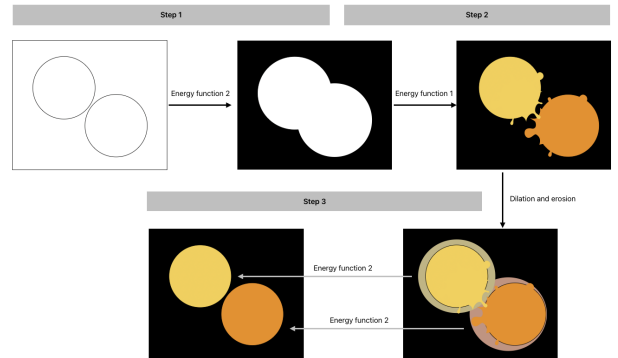 Step 1
Step 2
Energy function 2
Energy function 1
Dilation and erosion
Step 3
Energy function 2
Energy function 2